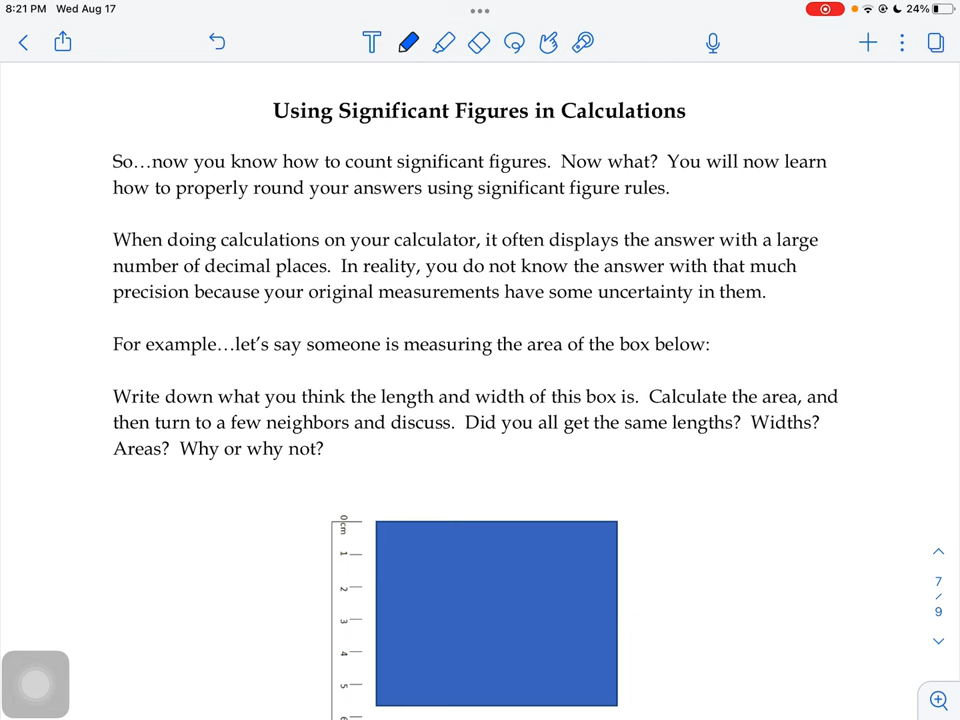 8:21 PM Wed Aug 17
24%
T
Using Significant Figures in Calculations
So…now you know how to count significant figures. Now what? You will now learn
how to properly round your answers using significant figure rules.
When doing calculations on your calculator, it often displays the answer with a large
number of decimal places. In reality, you do not know the answer with that much
precision because your original measurements have some uncertainty in them.
For example…let's say someone is measuring the area of the box below:
Write down what you think the length and width of this box is. Calculate the area, and
then turn to a few neighbors and discuss. Did you all get the same lengths? Widths?
Areas? Why or why not?
0 cm
1
2
3
4
5
6
7
/
9